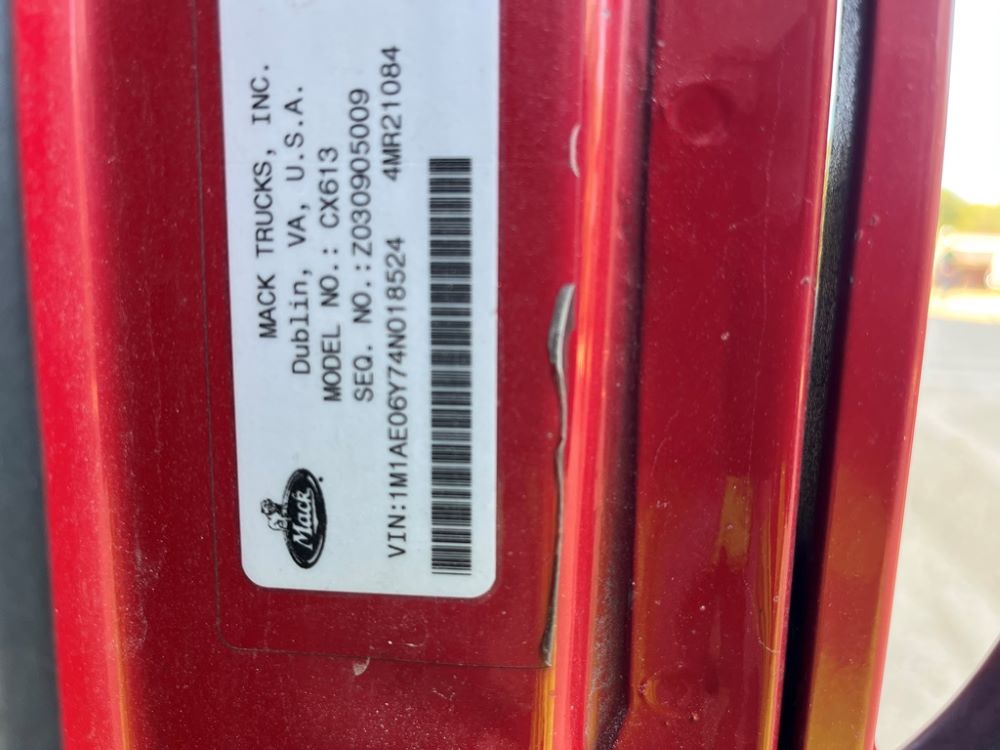 MACK TRUCKS, INC.
Dublin, VA, U.S.A.
MODEL NO.: CX613
SEQ. NO.:Z030905009
VIN:1M1AE06Y74N018524 4MR21084
Mack